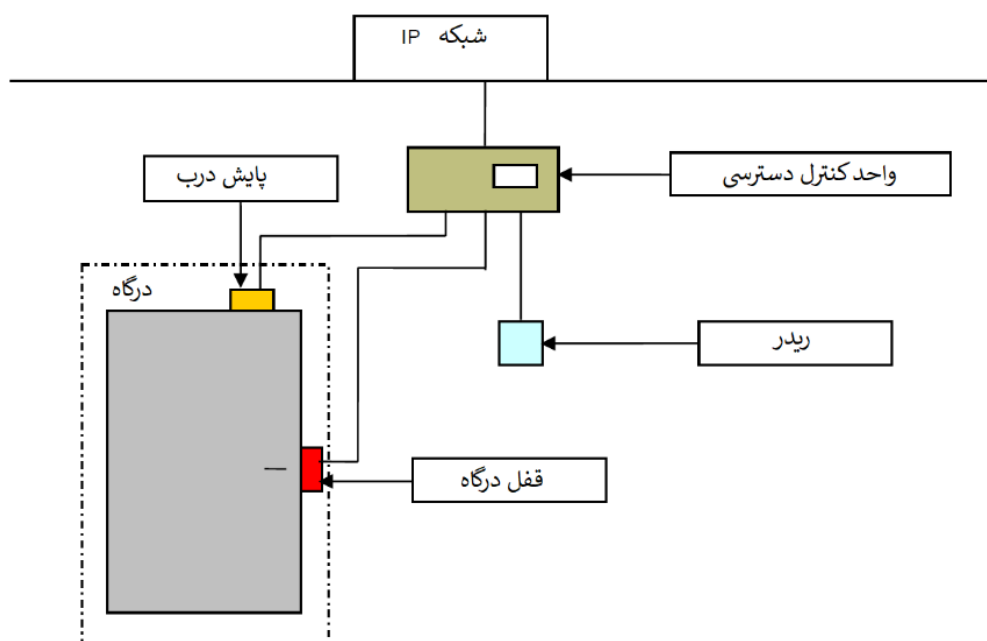 شبکه IP
واحد کنترل دسترسی
پایش درب
درگاه
ریدر
قفل درگاه